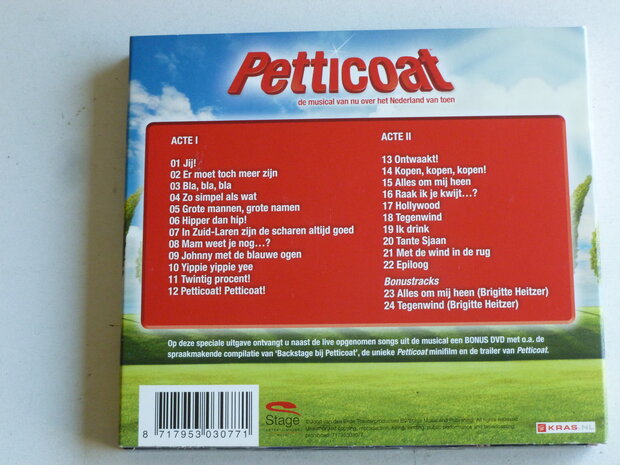 Petticoat
de musical van nu over het Nederland van toen
ACTE I
01 Jij!
02 Er moet toch meer zijn
03 Bla, bla, bla
04 Zo simpel als wat
05 Grote mannen, grote namen
06 Hipper dan hip!
07 In Zuid-Laren zijn de scharen altijd goed
08 Mam weet je nog...?
09 Johnny met de blauwe ogen
10 Yippie yippie yee
11 Twintig procent!
12 Petticoat! Petticoat!
ACTE II
13 Ontwaakt!
14 Kopen, kopen, kopen!
15 Alles om mij heen
16 Raak ik je kwijt...?
17 Hollywood
18 Tegenwind
19 Ik drink
20 Tante Sjaan
21 Met de wind in de rug
22 Epiloog
Bonustracks
23 Alles om mij heen (Brigitte Heitzer)
24 Tegenwind (Brigitte Heitzer)
Op deze speciale uitgave ontvangt u naast de live opgenomen songs uit de musical een BONUS DVD met o.a. de
spraakmakende compilatie van 'Backstage bij Petticoat', de unieke Petticoat minifilm en de trailer van Petticoat.
8 717953 030771
Stage
KRAS.NL